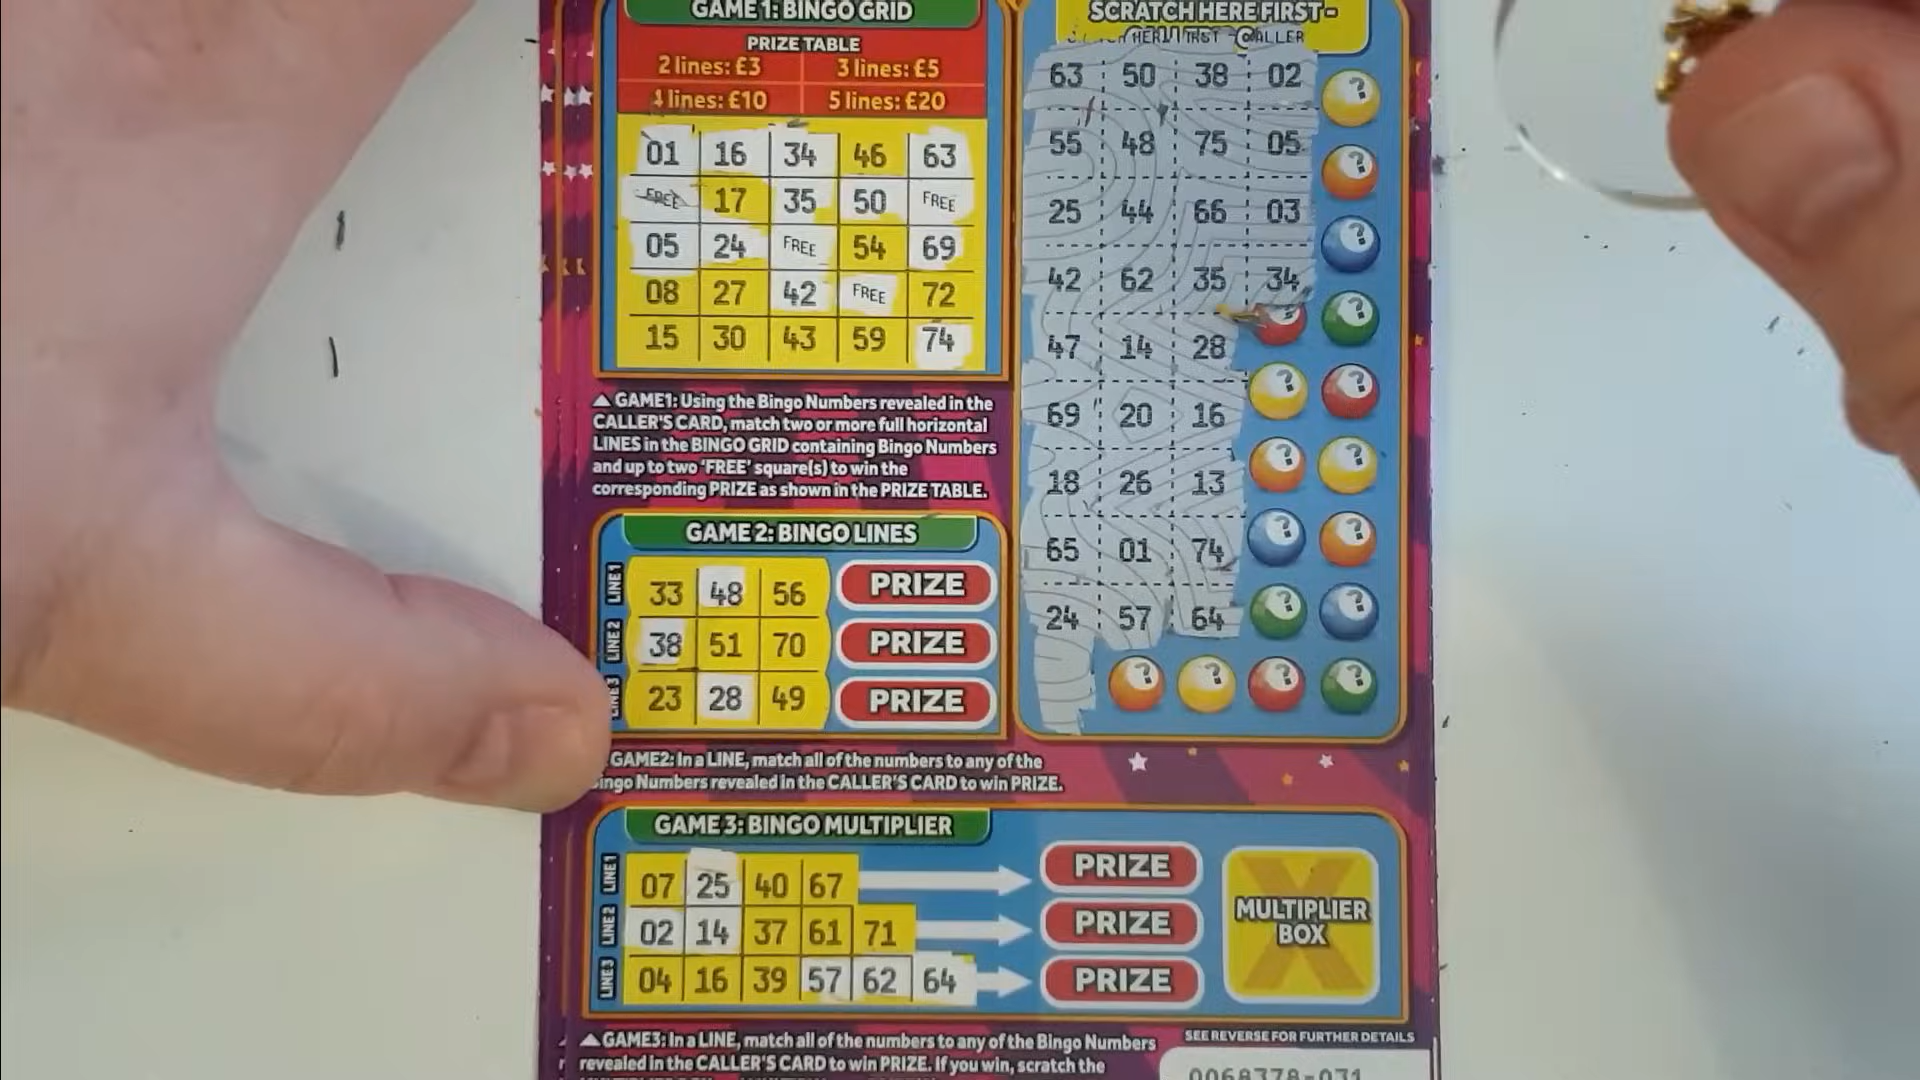 GAME 1: BINGO GRID
PRIZE TABLE
2 lines: £3 3 lines: £5
4 lines: £10 5 lines: £20
01 16 34 46 63
FREE 17 35 50 FREE
05 24 FREE 54 69
08 27 42 FREE 72
15 30 43 59 74
▲ GAME1: Using the Bingo Numbers revealed in the
CALLER'S CARD, match two or more full horizontal
LINES in the BINGO GRID containing Bingo Numbers
and up to two 'FREE' square(s) to win the
corresponding PRIZE as shown in the PRIZE TABLE.
GAME 2: BINGO LINES
LINE 1 33 48 56 PRIZE
LINE 2 38 51 70 PRIZE
LINE 3 23 28 49 PRIZE
GAME2: In a LINE, match all of the numbers to any of the
Bingo Numbers revealed in the CALLER'S CARD to win PRIZE.
SCRATCH HERE FIRST -
63 50 38 02 ?
55 48 75 05 ?
25 44 66 03 ?
42 62 35 34 ?
47 14 28 ? ?
69 20 16 ? ?
18 26 13 ? ?
65 01 74 ? ?
24 57 64 ? ?
? ? ? ?
GAME 3: BINGO MULTIPLIER
LINE 1 07 25 40 67 PRIZE
LINE 2 02 14 37 61 71 PRIZE
LINE 3 04 16 39 57 62 64 PRIZE
X
MULTIPLIER
BOX
▲ GAME3: In a LINE, match all of the numbers to any of the Bingo Numbers
revealed in the CALLER'S CARD to win PRIZE. If you win, scratch the
SEE REVERSE FOR FURTHER DETAILS
0068378-031